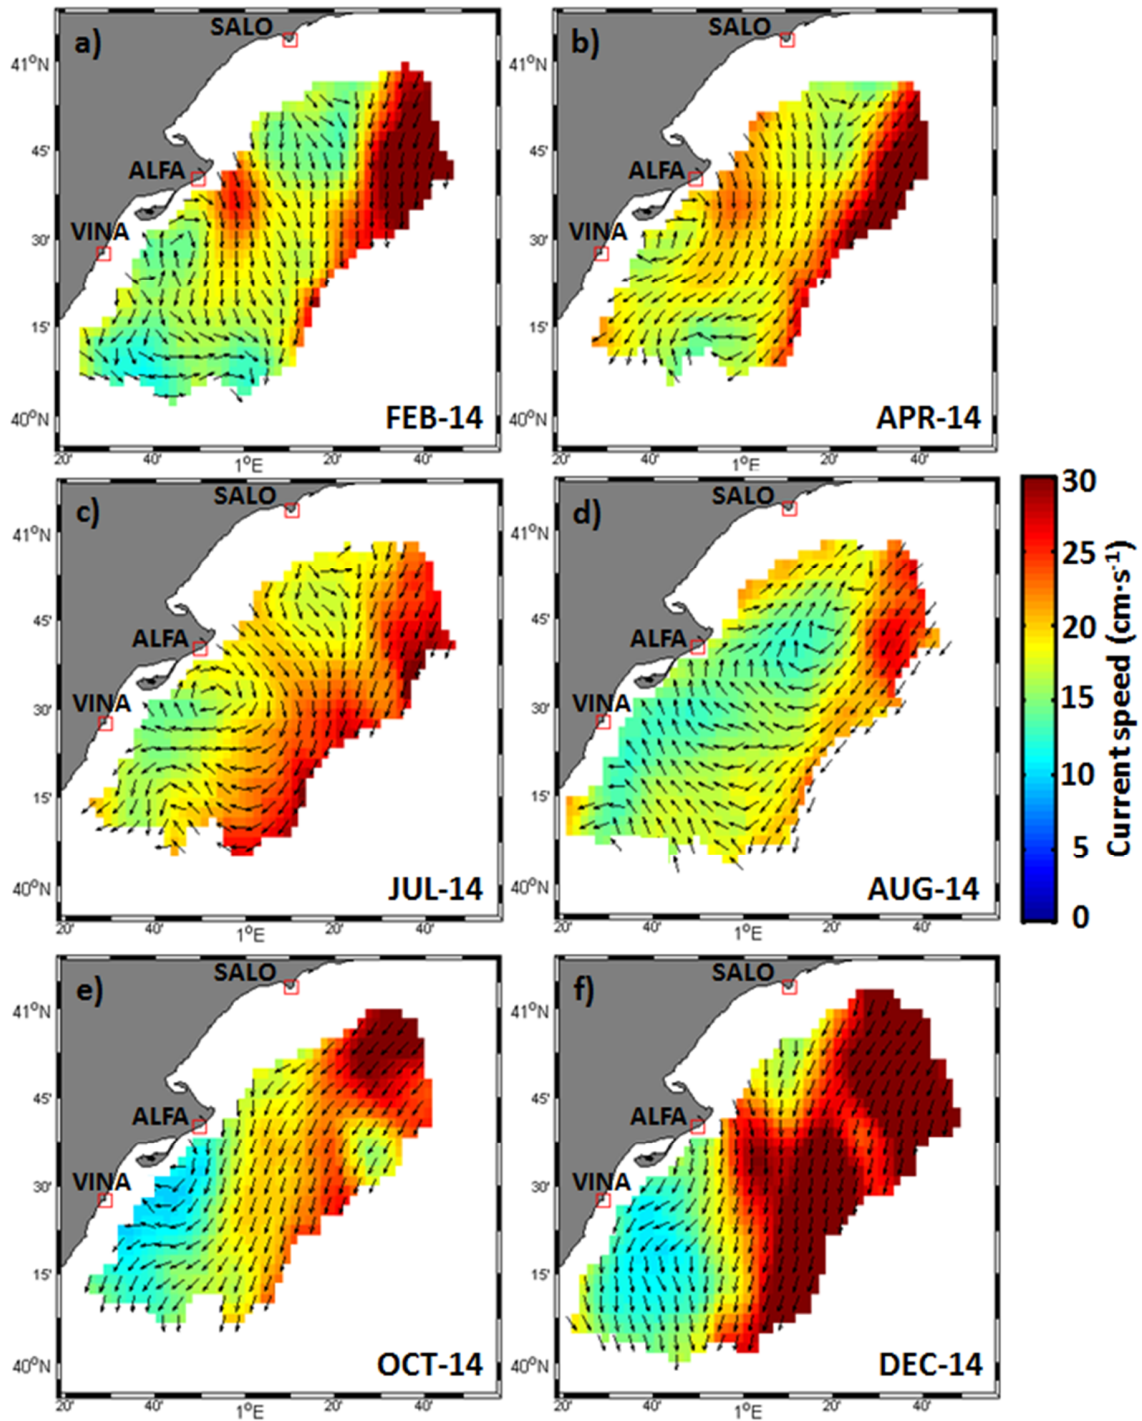 a)
SALO
41°N
45'
ALFA
VINA
30'
15'
40°N
FEB-14
20'
40'
1°E
20'
40'
b)
SALO
41°N
45'
ALFA
VINA
30'
15'
40°N
APR-14
20'
40'
1°E
20'
40'
c)
SALO
41°N
45'
ALFA
VINA
30'
15'
40°N
JUL-14
20'
40'
1°E
20'
40'
d)
SALO
41°N
45'
ALFA
VINA
30'
15'
40°N
AUG-14
20'
40'
1°E
20'
40'
30
25
20
15
10
5
0
Current speed (cm·s⁻¹)
e)
SALO
41°N
45'
ALFA
VINA
30'
15'
40°N
OCT-14
20'
40'
1°E
20'
40'
f)
SALO
41°N
45'
ALFA
VINA
30'
15'
40°N
DEC-14
20'
40'
1°E
20'
40'